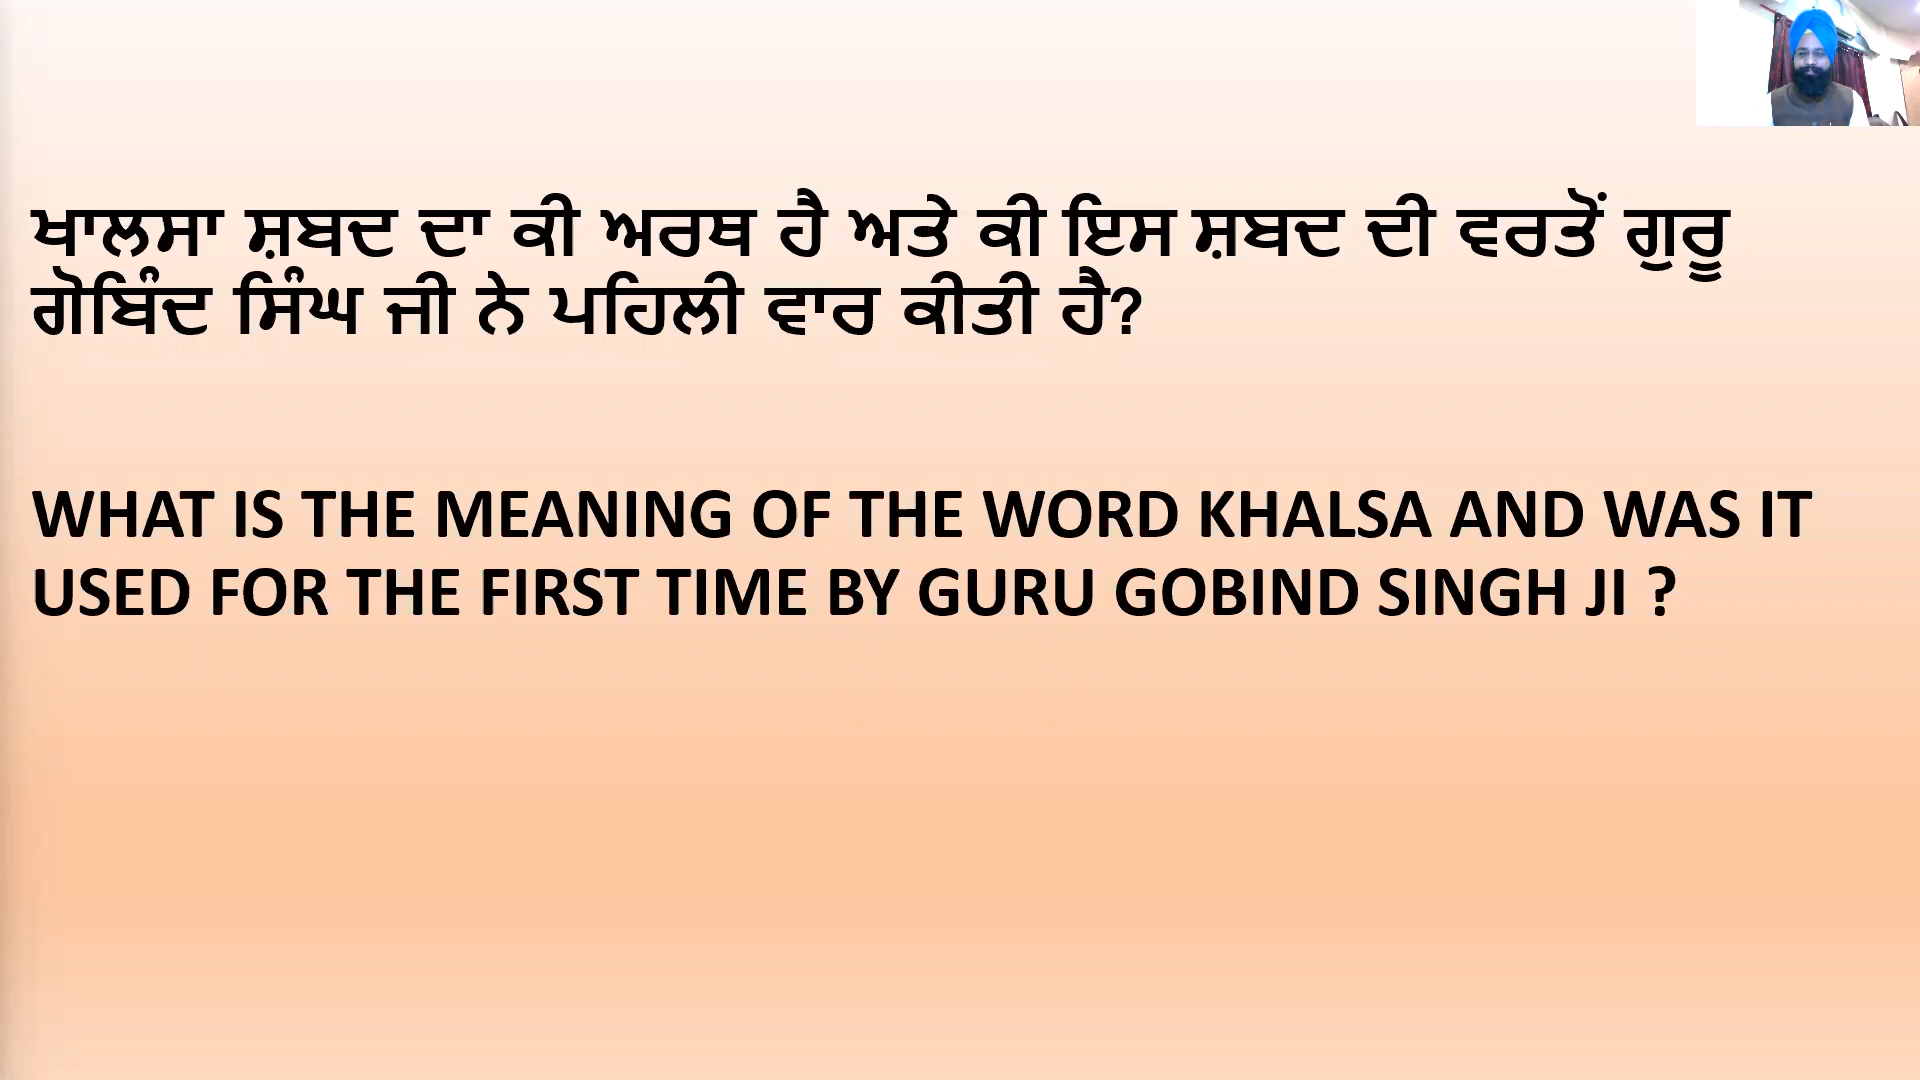 ਖਾਲਸਾ ਸ਼ਬਦ ਦਾ ਕੀ ਅਰਥ ਹੈ ਅਤੇ ਕੀ ਇਸ ਸ਼ਬਦ ਦੀ ਵਰਤੋਂ ਗੁਰੂ
ਗੋਬਿੰਦ ਸਿੰਘ ਜੀ ਨੇ ਪਹਿਲੀ ਵਾਰ ਕੀਤੀ ਹੈ?
WHAT IS THE MEANING OF THE WORD KHALSA AND WAS IT
USED FOR THE FIRST TIME BY GURU GOBIND SINGH JI ?